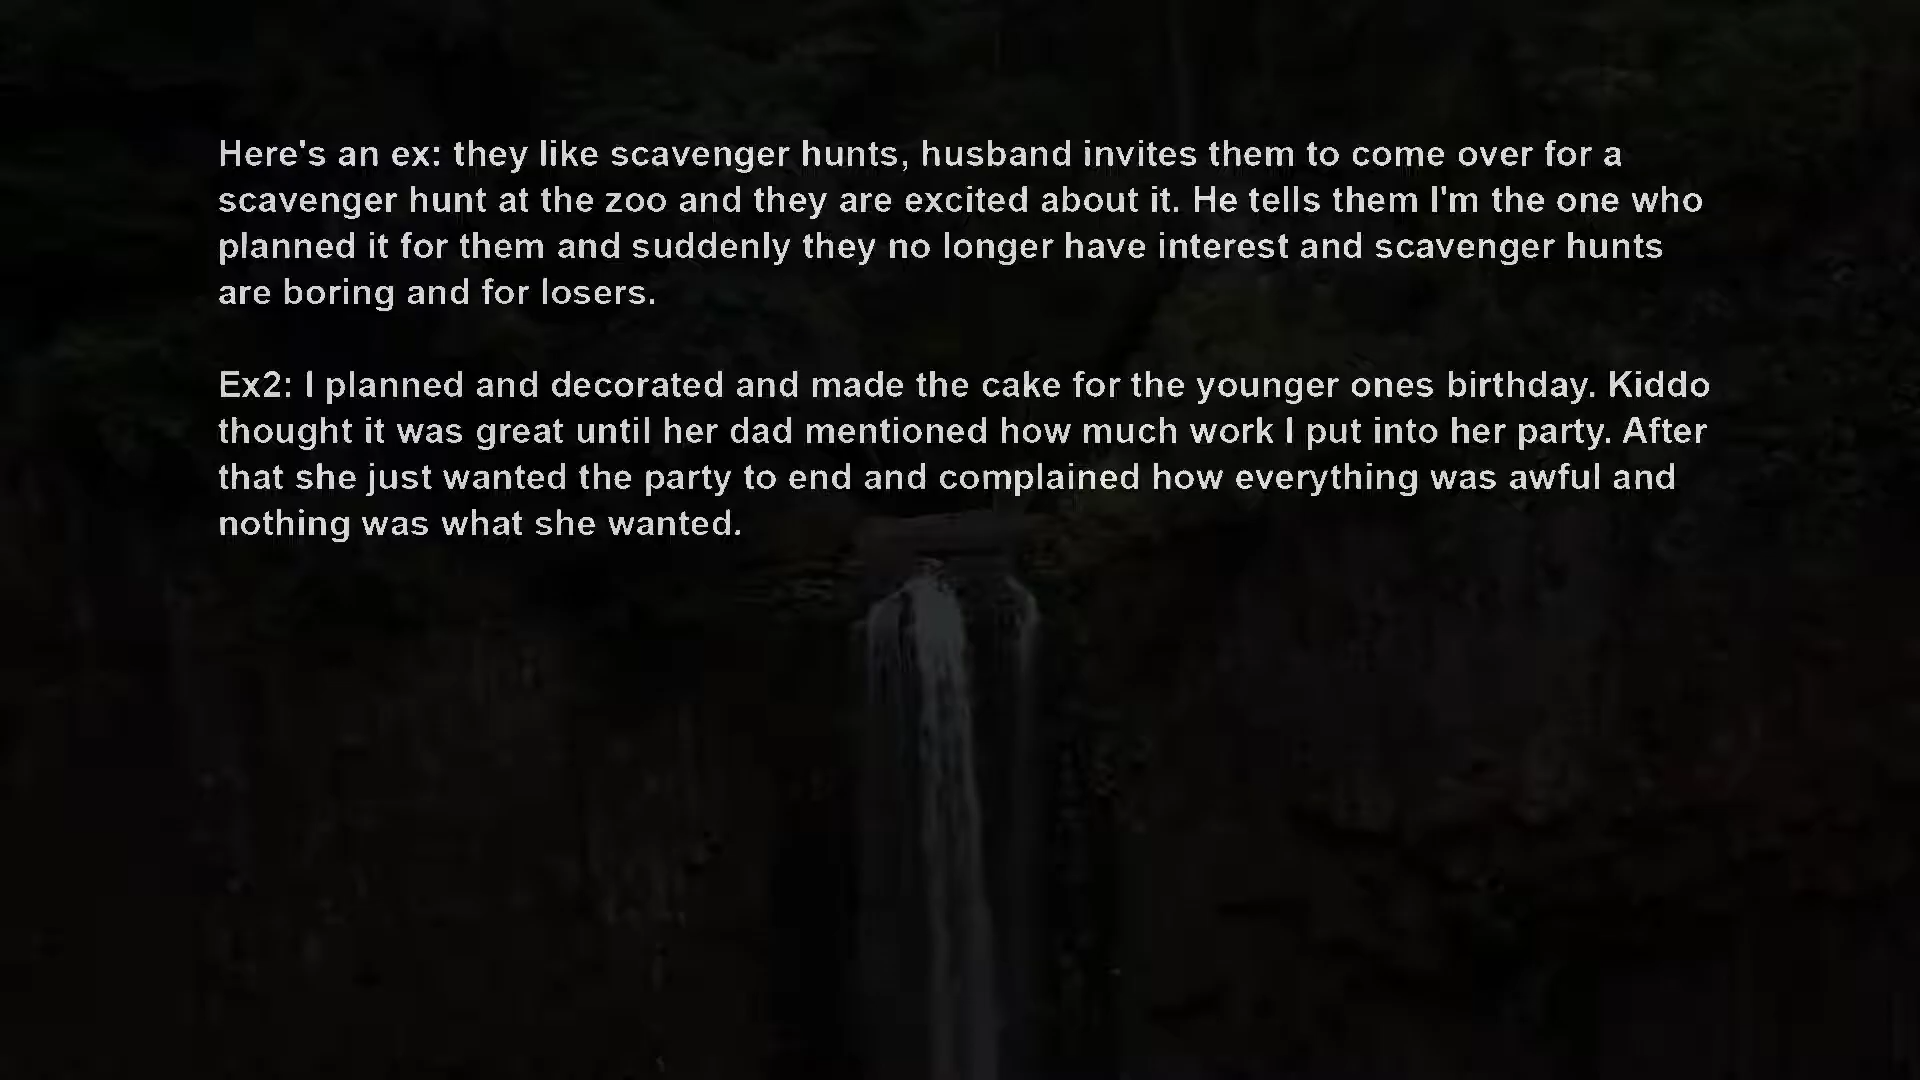 Here's an ex: they like scavenger hunts, husband invites them to come over for a
scavenger hunt at the zoo and they are excited about it. He tells them I'm the one who
planned it for them and suddenly they no longer have interest and scavenger hunts
are boring and for losers.

Ex2: I planned and decorated and made the cake for the younger ones birthday. Kiddo
thought it was great until her dad mentioned how much work I put into her party. After
that she just wanted the party to end and complained how everything was awful and
nothing was what she wanted.